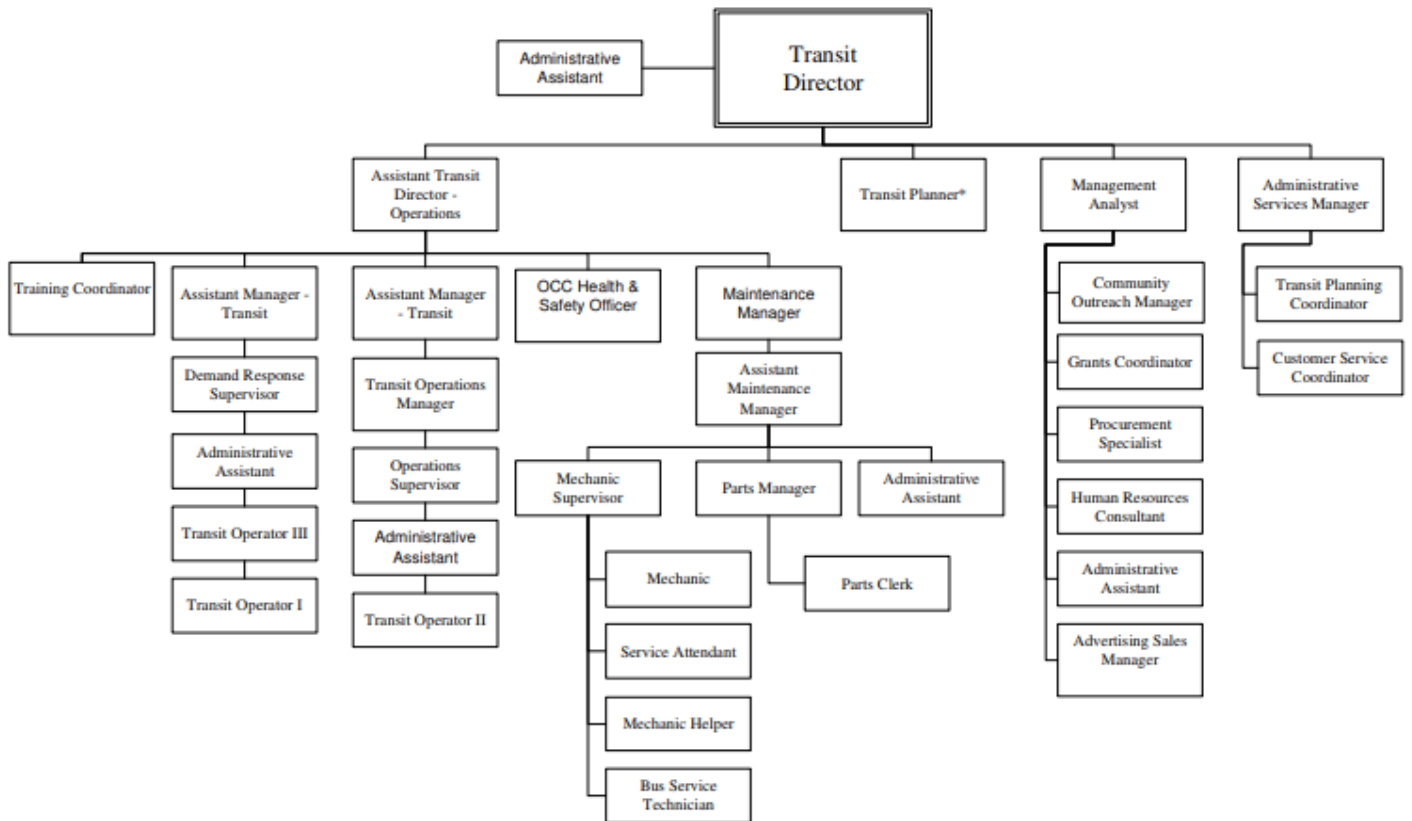 Administrative
Assistant
Transit
Director
Assistant Transit
Director -
Operations
Transit Planner*
Management
Analyst
Administrative
Services Manager
Training Coordinator
Assistant Manager -
Transit
Assistant Manager
- Transit
OCC Health &
Safety Officer
Maintenance
Manager
Community
Outreach Manager
Transit Planning
Coordinator
Demand Response
Supervisor
Transit Operations
Manager
Assistant
Maintenance
Manager
Grants Coordinator
Customer Service
Coordinator
Administrative
Assistant
Operations
Supervisor
Mechanic
Supervisor
Parts Manager
Administrative
Assistant
Procurement
Specialist
Human Resources
Consultant
Transit Operator III
Administrative
Assistant
Mechanic
Parts Clerk
Administrative
Assistant
Transit Operator I
Transit Operator II
Service Attendant
Advertising Sales
Manager
Mechanic Helper
Bus Service
Technician